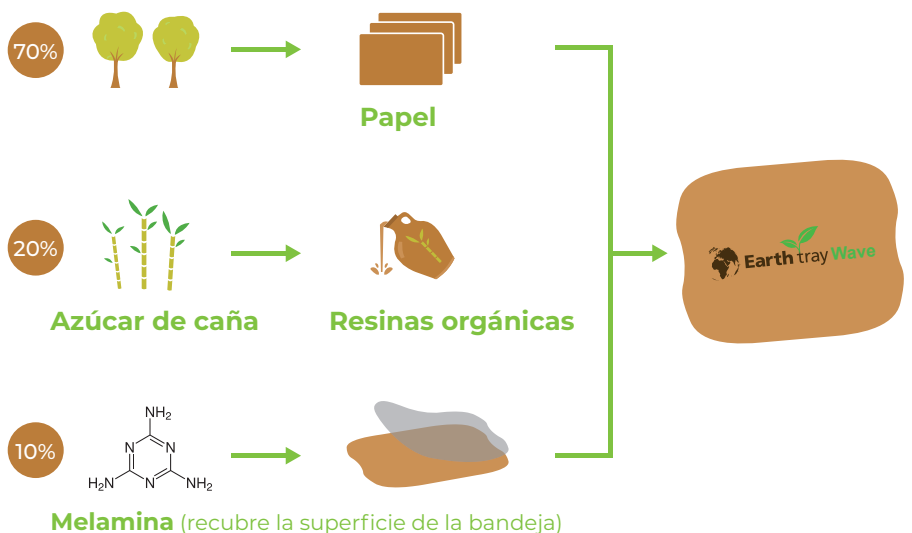 70%
Papel
20%
Azúcar de caña
Resinas orgánicas
Earth tray Wave
10%
NH₂
N
N
N
H₂N
NH₂
Melamina (recubre la superficie de la bandeja)